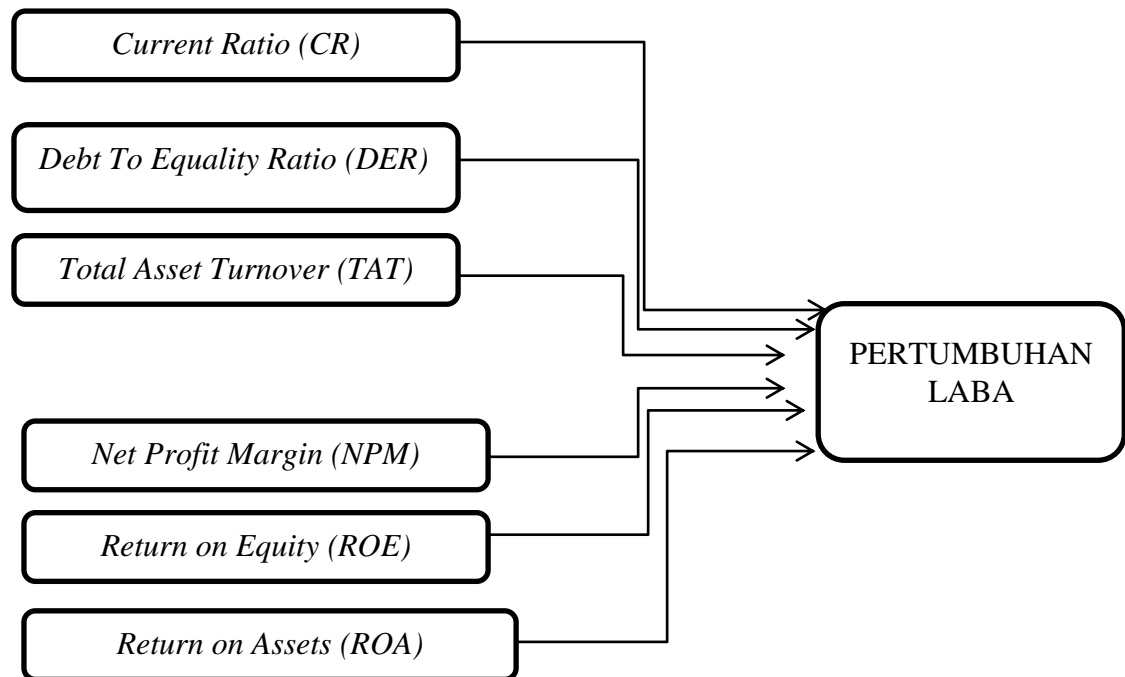 Current Ratio (CR)
Debt To Equality Ratio (DER)
Total Asset Turnover (TAT)
Net Profit Margin (NPM)
Return on Equity (ROE)
Return on Assets (ROA)
PERTUMBUHAN
LABA